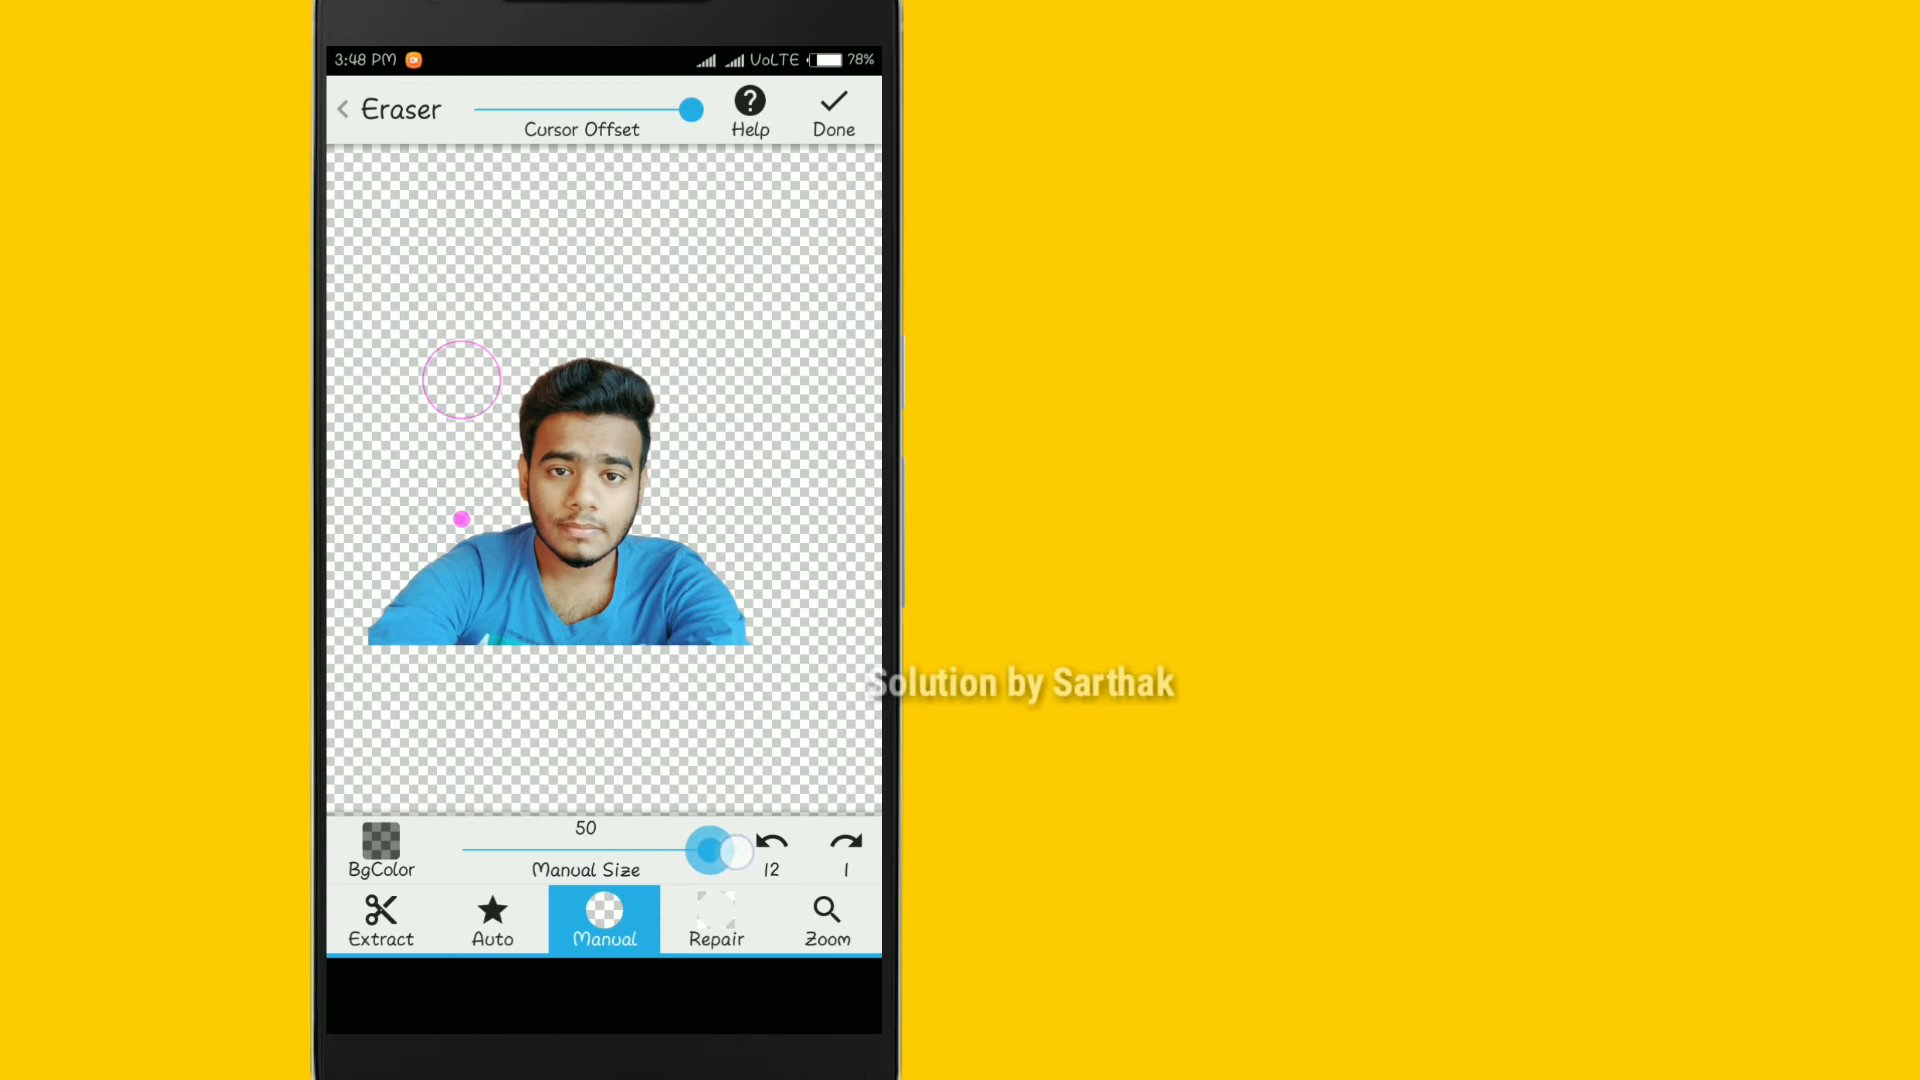 3:48 PM VoLTE 78%
Eraser
Cursor Offset
Help
Done
Solution by Sarthak
50
BgColor
Manual Size
12
1
Extract
Auto
Manual
Repair
Zoom